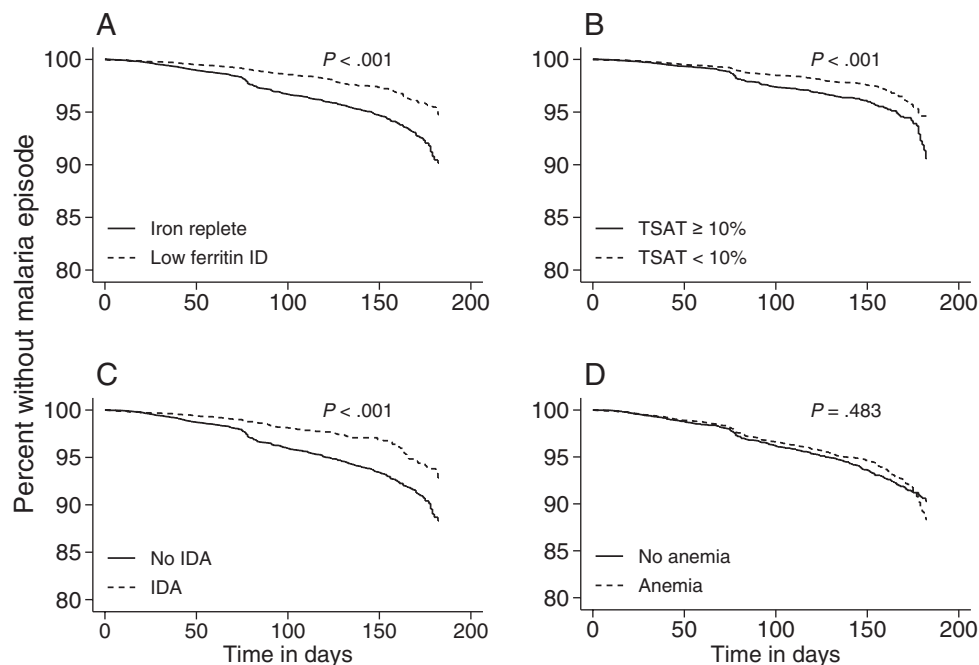 Percent without malaria episode
A
100
95
90
85
80
P < .001
Iron replete
Low ferritin ID
0 50 100 150 200
B
100
95
90
85
80
P < .001
TSAT ≥ 10%
TSAT < 10%
0 50 100 150 200
C
100
95
90
85
80
P < .001
No IDA
IDA
0 50 100 150 200
Time in days
D
100
95
90
85
80
P = .483
No anemia
Anemia
0 50 100 150 200
Time in days